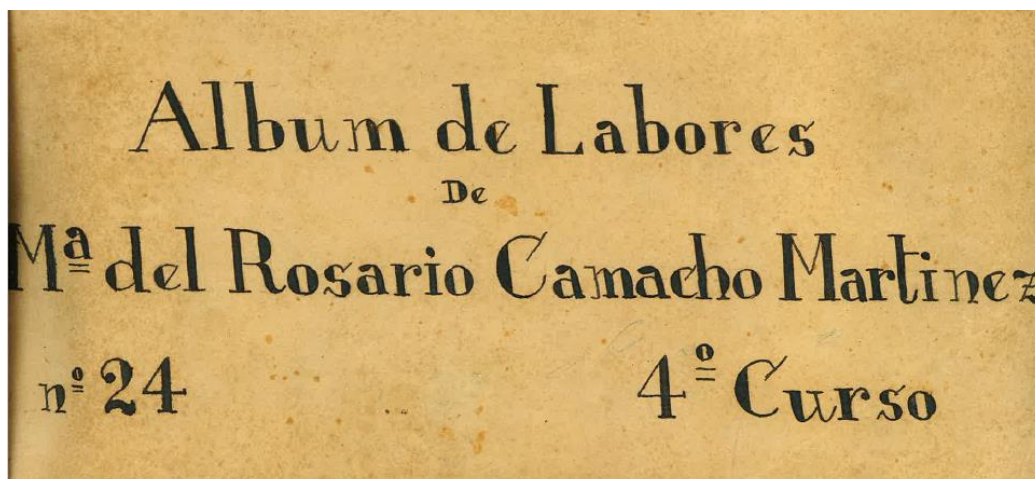 Album de Labores
De
Mª del Rosario Camacho Martinez
nº 24 4º Curso